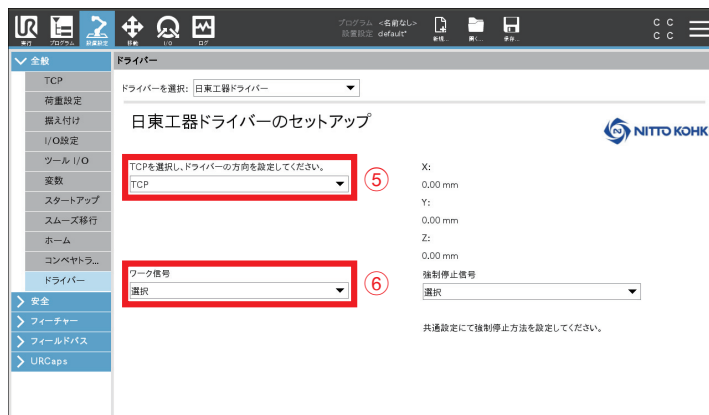 UR
プログラム <名前なし>
設置設定 default*
C C
C C
実行 プログラム 設置設定 移動 I/O ログ
新規... 開く... 保存...
全般
ドライバー
TCP
ドライバーを選択: 日東工器ドライバー
荷重設定
据え付け
日東工器ドライバーのセットアップ
NITTO KOHK
I/O設定
ツール I/O
TCPを選択し、ドライバーの方向を設定してください。
X:
⑤
変数
TCP
0.00 mm
スタートアップ
Y:
スムーズ移行
0.00 mm
ホーム
Z:
コンベヤトラ...
0.00 mm
ワーク信号
強制停止信号
⑥
ドライバー
選択
選択
安全
フィーチャー
共通設定にて強制停止方法を設定してください。
フィールドバス
URCaps